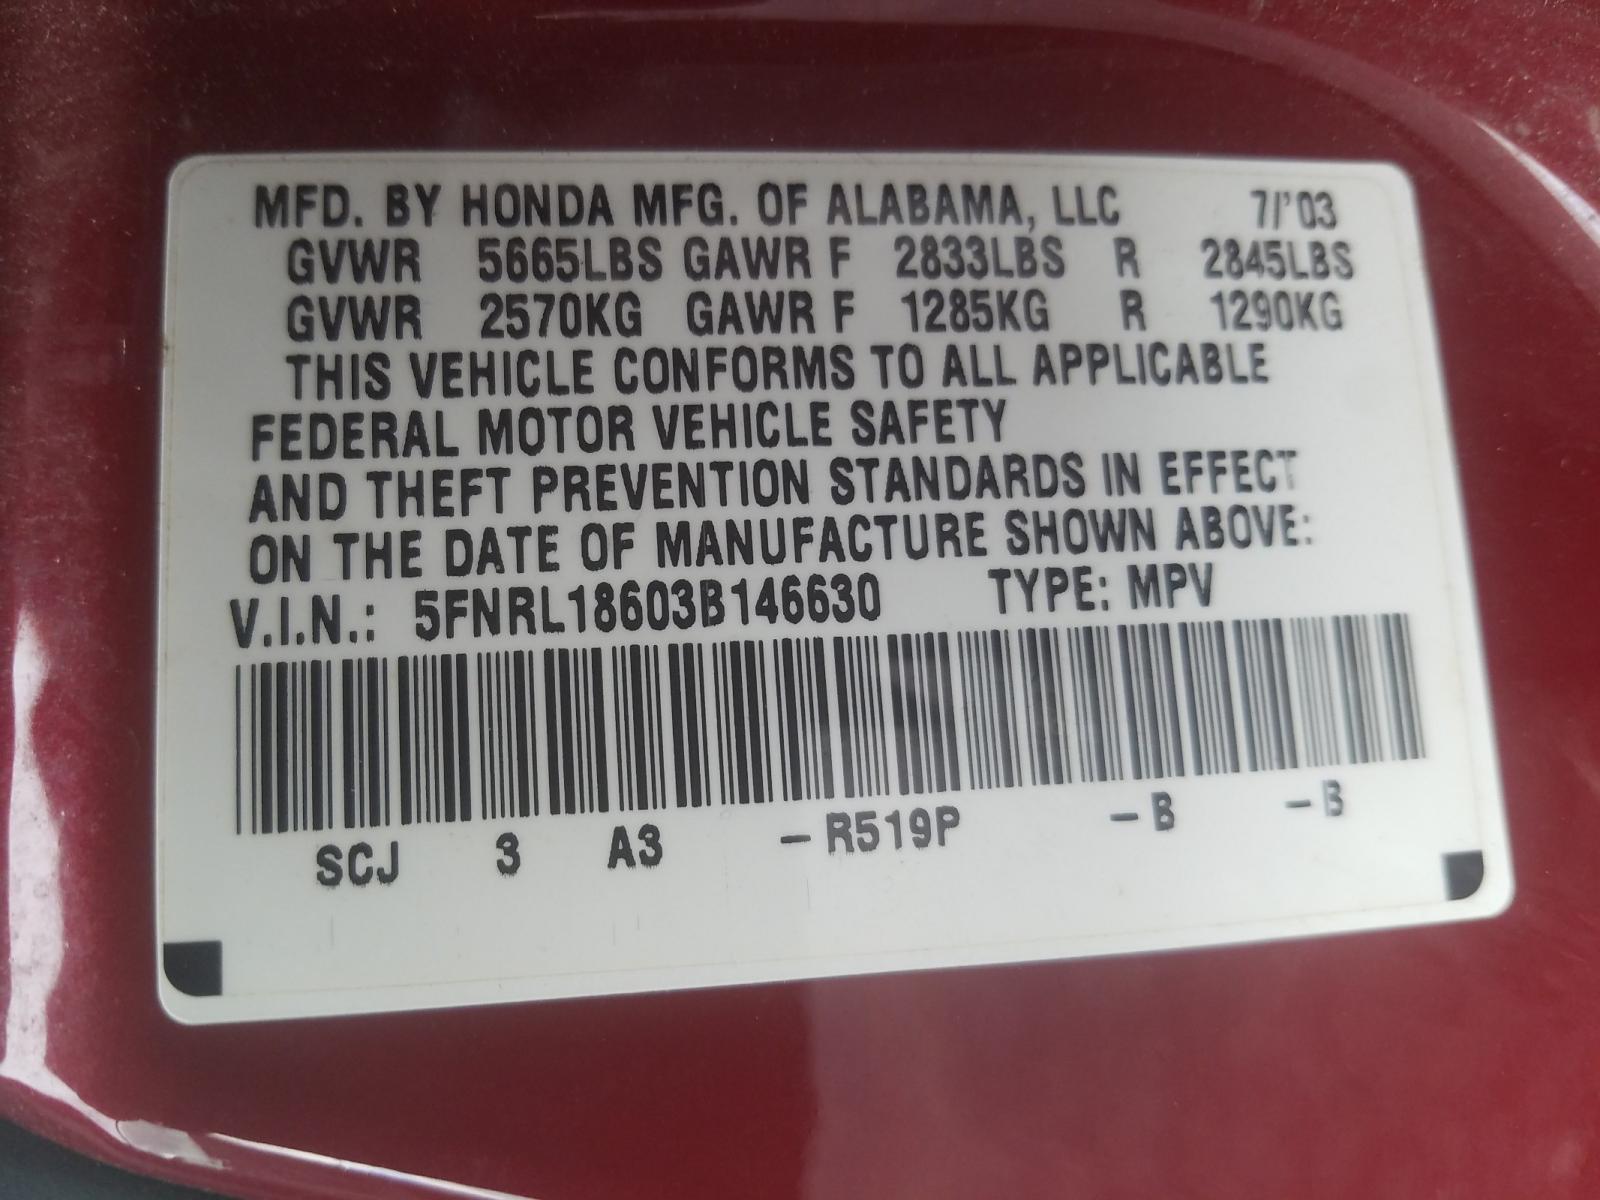 MFD. BY HONDA MFG. OF ALABAMA, LLC 7/'03
GVWR 5665LBS GAWR F 2833LBS R 2845LBS
GVWR 2570KG GAWR F 1285KG R 1290KG
THIS VEHICLE CONFORMS TO ALL APPLICABLE
FEDERAL MOTOR VEHICLE SAFETY
AND THEFT PREVENTION STANDARDS IN EFFECT
ON THE DATE OF MANUFACTURE SHOWN ABOVE:
V.I.N.: 5FNRL18603B146630 TYPE: MPV
SCJ 3 A3 -R519P -B -B